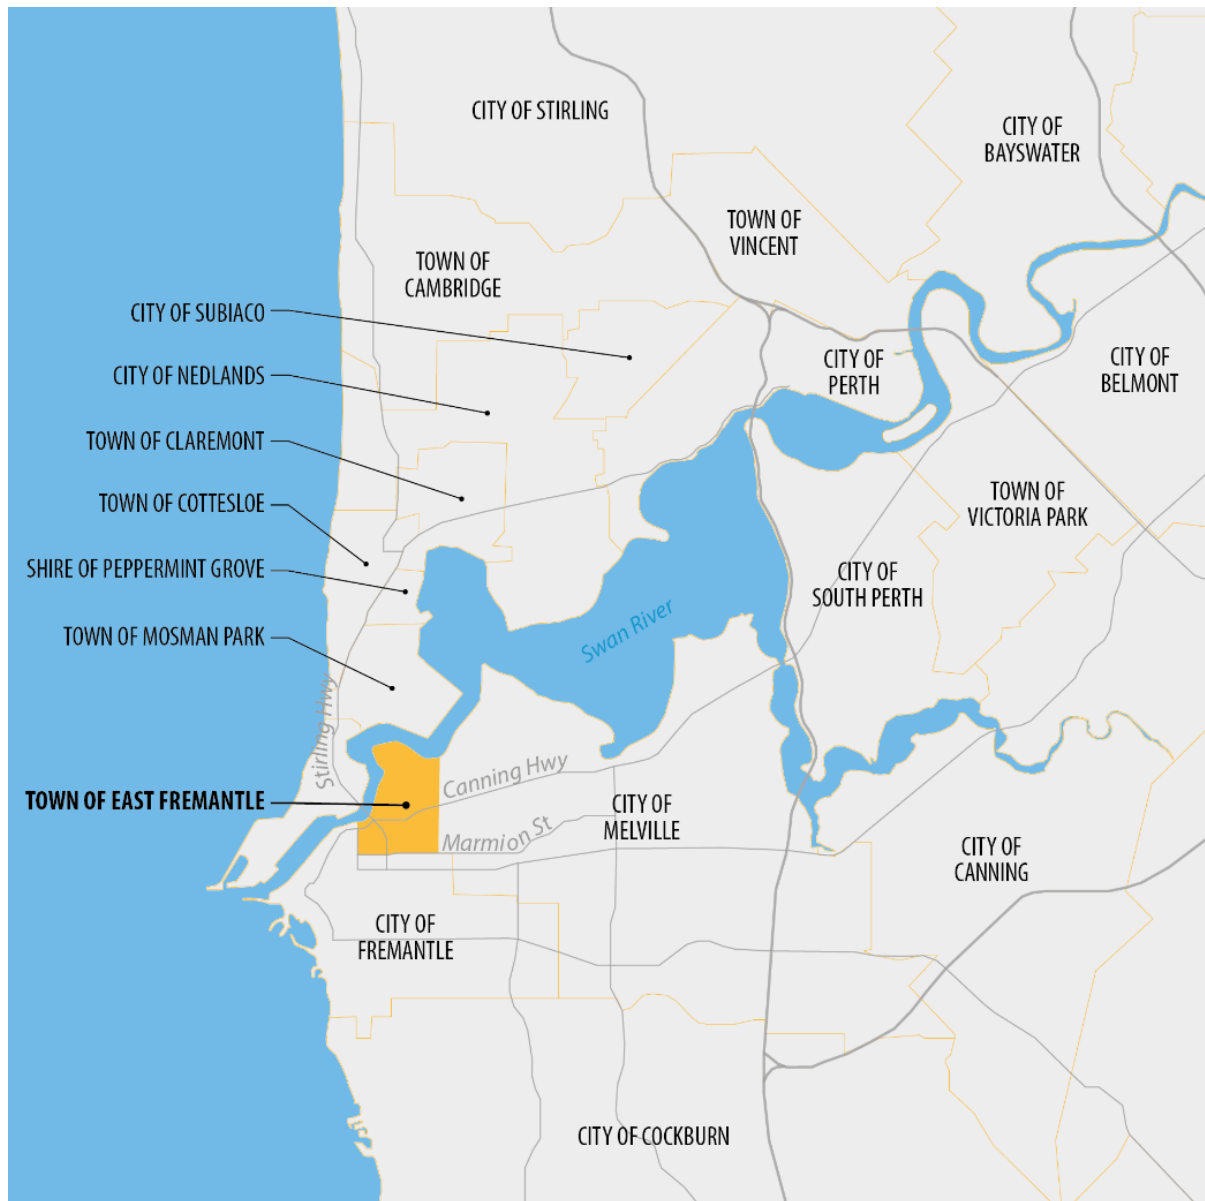 CITY OF STIRLING
CITY OF
BAYSWATER
TOWN OF
VINCENT
TOWN OF
CAMBRIDGE
CITY OF SUBIACO
CITY OF
PERTH
CITY OF
BELMONT
CITY OF NEDLANDS
TOWN OF CLAREMONT
TOWN OF COTTESLOE
TOWN OF
VICTORIA PARK
SHIRE OF PEPPERMINT GROVE
CITY OF
SOUTH PERTH
Swan River
TOWN OF MOSMAN PARK
Stirling Hwy
Canning Hwy
TOWN OF EAST FREMANTLE
CITY OF
MELVILLE
Marmion St
CITY OF
CANNING
CITY OF
FREMANTLE
CITY OF COCKBURN